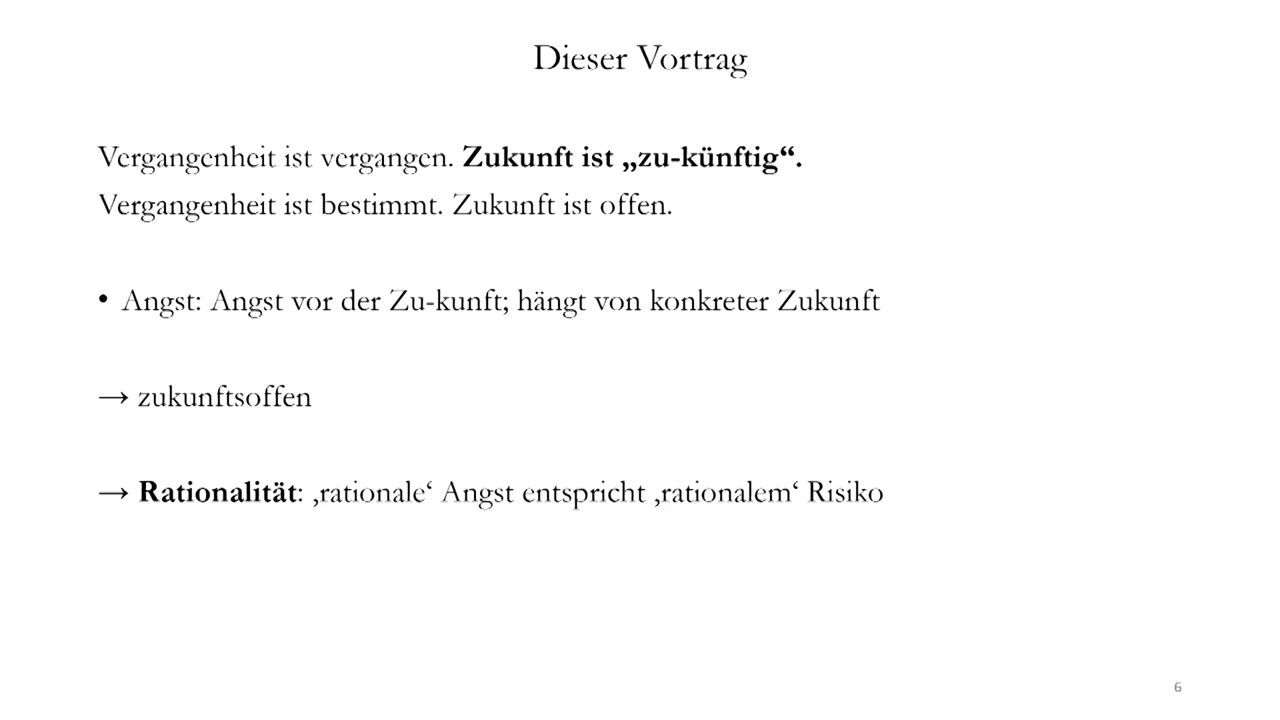 Dieser Vortrag
Vergangenheit ist vergangen. Zukunft ist „zu-künftig“.
Vergangenheit ist bestimmt. Zukunft ist offen.
• Angst: Angst vor der Zu-kunft; hängt von konkreter Zukunft
→ zukunftsoffen
→ Rationalität: ‚rationale‘ Angst entspricht ‚rationalem‘ Risiko
6